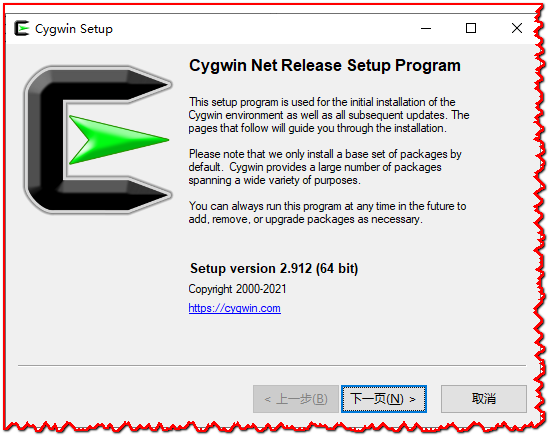 Cygwin Setup
Cygwin Net Release Setup Program
This setup program is used for the initial installation of the
Cygwin environment as well as all subsequent updates. The
pages that follow will guide you through the installation.
Please note that we only install a base set of packages by
default. Cygwin provides a large number of packages
spanning a wide variety of purposes.
You can always run this program at any time in the future to
add, remove, or upgrade packages as necessary.
Setup version 2.912 (64 bit)
Copyright 2000-2021
https://cygwin.com
< 上一步(B) 下一页(N) > 取消